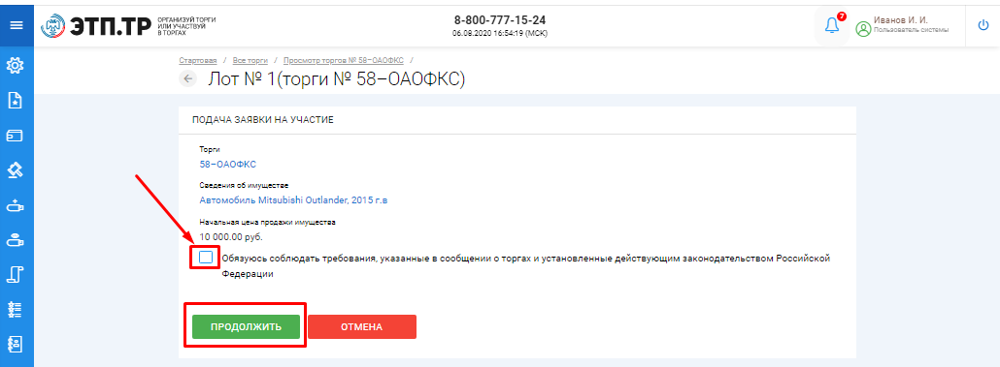 ЭТП.ТР
ОРГАНИЗУЙ ТОРГИ
ИЛИ УЧАСТВУЙ
В ТОРГАХ
8-800-777-15-24
06.08.2020 16:54:19 (МСК)
7
Иванов И. И.
Пользователь системы
Стартовая / Все торги / Просмотр торгов № 58-ОАОФКС /
Лот № 1(торги № 58-ОАОФКС)
ПОДАЧА ЗАЯВКИ НА УЧАСТИЕ
Торги
58-ОАОФКС
Сведения об имуществе
Автомобиль Mitsubishi Outlander, 2015 г.в
Начальная цена продажи имущества
10 000.00 руб.
Обязуюсь соблюдать требования, указанные в сообщении о торгах и установленные действующим законодательством Российской
Федерации
ПРОДОЛЖИТЬ
ОТМЕНА